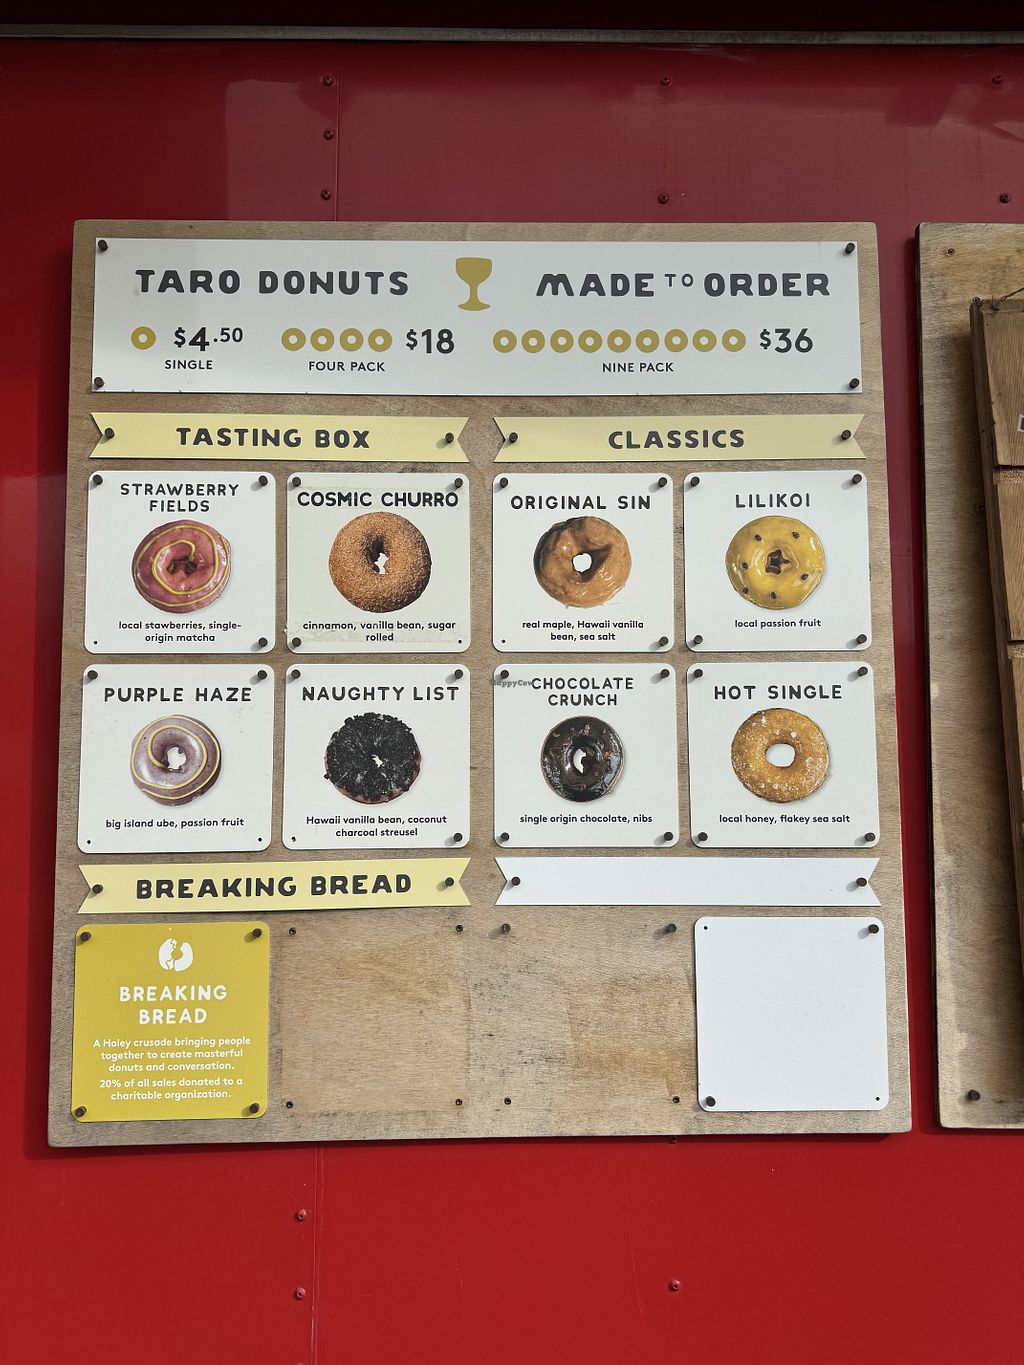 TARO DONUTS
MADE TO ORDER
$4.50
SINGLE
$18
FOUR PACK
$36
NINE PACK
TASTING BOX
CLASSICS
STRAWBERRY
FIELDS
local stawberries, single-
origin matcha
COSMIC CHURRO
cinnamon, vanilla bean, sugar
rolled
ORIGINAL SIN
real maple, Hawaii vanilla
bean, sea salt
LILIKOI
local passion fruit
PURPLE HAZE
big island ube, passion fruit
NAUGHTY LIST
Hawaii vanilla bean, coconut
charcoal streusel
HappyCow
CHOCOLATE
CRUNCH
single origin chocolate, nibs
HOT SINGLE
local honey, flakey sea salt
BREAKING BREAD
BREAKING
BREAD
A Holey crusade bringing people
together to create masterful
donuts and conversation.
20% of all sales donated to a
charitable organization.